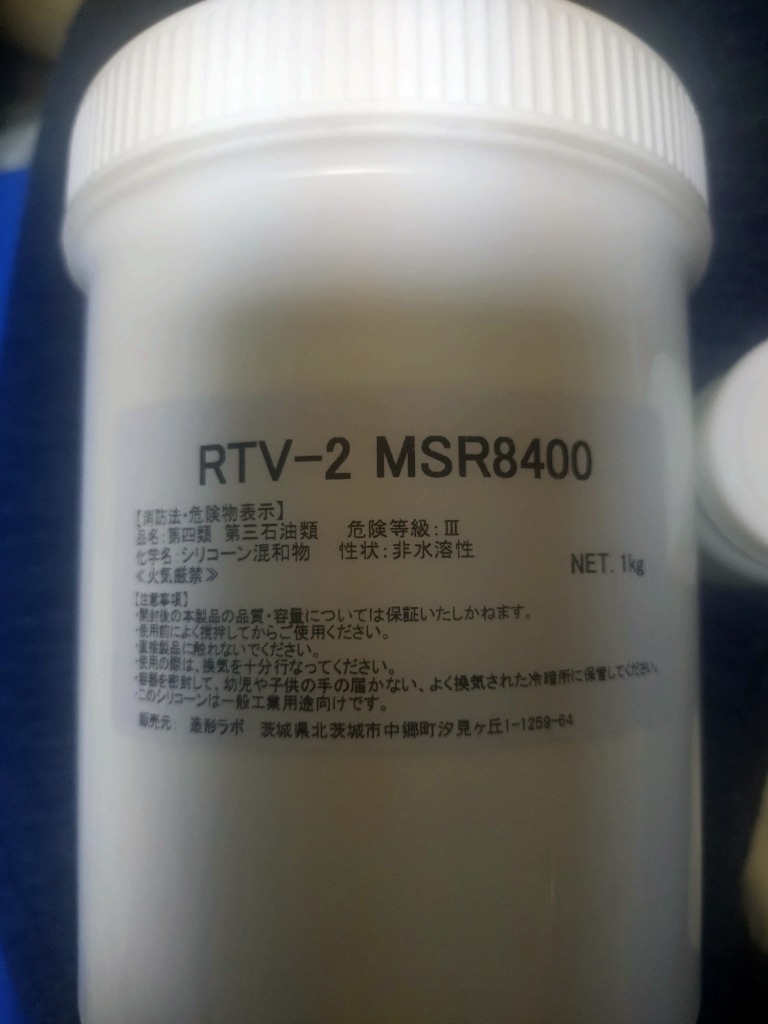 RTV-2 MSR8400
【消防法・危険物表示】
品名：第四類 第三石油類 危険等級：Ⅲ
化学名：シリコーン混和物 性状：非水溶性
≪火気厳禁≫
NET. 1kg
【注意事項】
・開封後の本製品の品質・容量については保証いたしかねます。
・使用前によく撹拌してからご使用ください。
・直接製品に触れないでください。
・使用の際は、換気を十分行なってください。
・容器を密封して、幼児や子供の手の届かない、よく換気された冷暗所に保管してください。
・このシリコーンは一般工業用途向けです。
販売元： 造形ラボ 茨城県北茨城市中郷町汐見ヶ丘1-1259-64